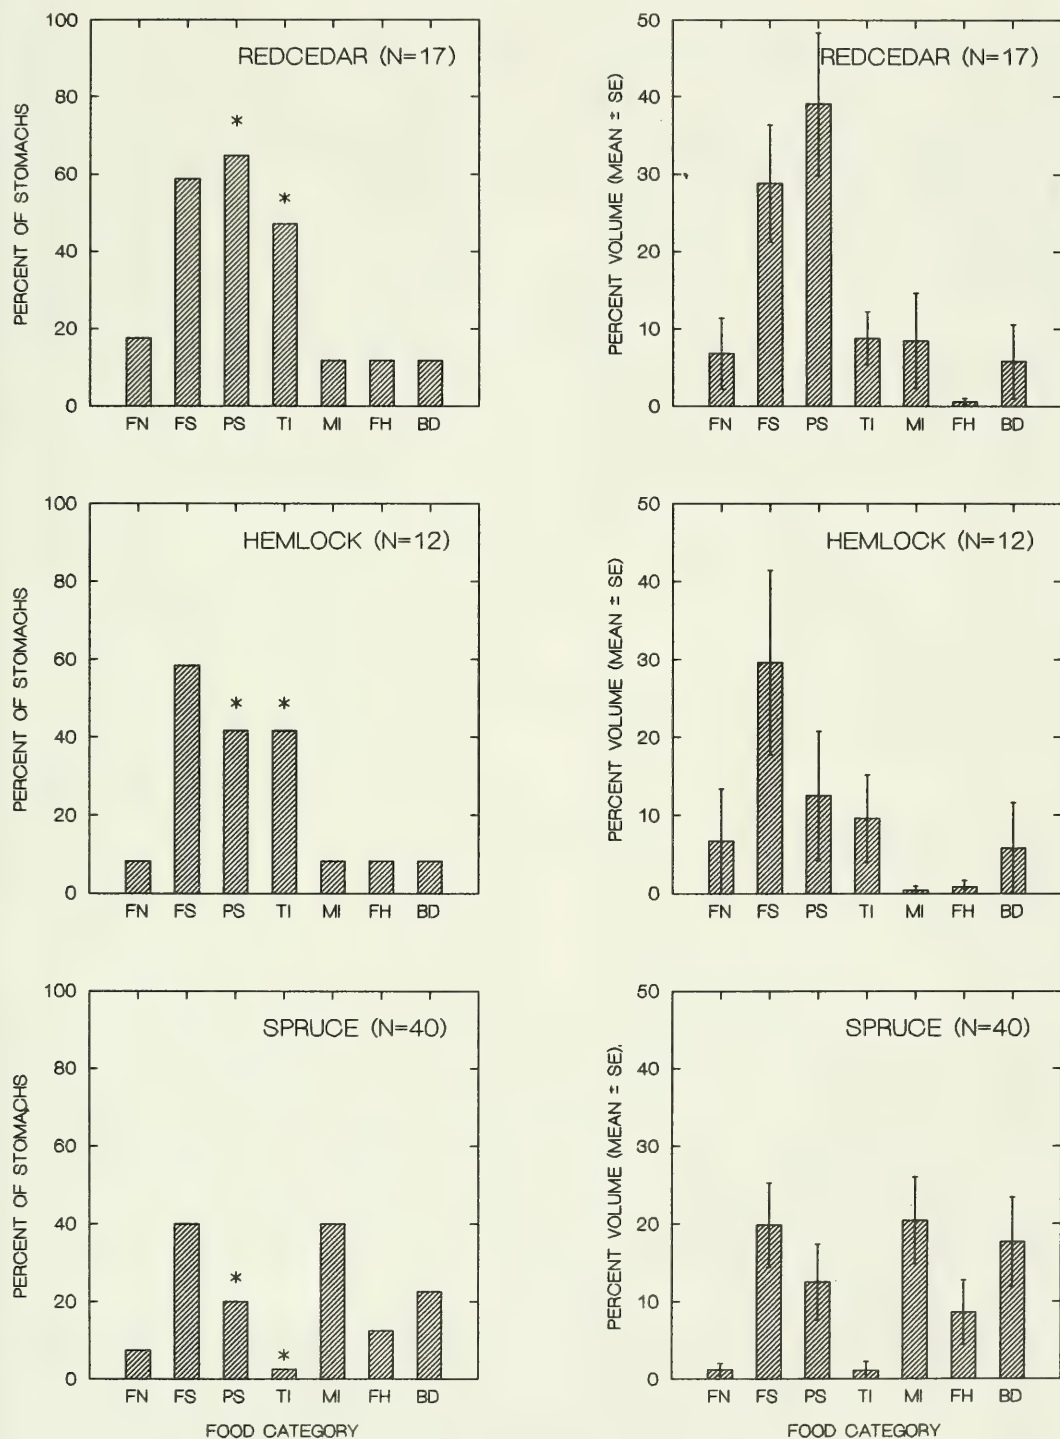 REDCEDAR (N=17)
PERCENT OF STOMACHS
100
80
60
40
20
0
*
*
FN FS PS TI MI FH BD
REDCEDAR (N=17)
PERCENT VOLUME (MEAN ± SE)
50
40
30
20
10
0
FN FS PS TI MI FH BD
HEMLOCK (N=12)
PERCENT OF STOMACHS
100
80
60
40
20
0
* *
FN FS PS TI MI FH BD
HEMLOCK (N=12)
PERCENT VOLUME (MEAN ± SE)
50
40
30
20
10
0
FN FS PS TI MI FH BD
SPRUCE (N=40)
PERCENT OF STOMACHS
100
80
60
40
20
0
*
*
FN FS PS TI MI FH BD
FOOD CATEGORY
SPRUCE (N=40)
PERCENT VOLUME (MEAN ± SE)
50
40
30
20
10
0
FN FS PS TI MI FH BD
FOOD CATEGORY